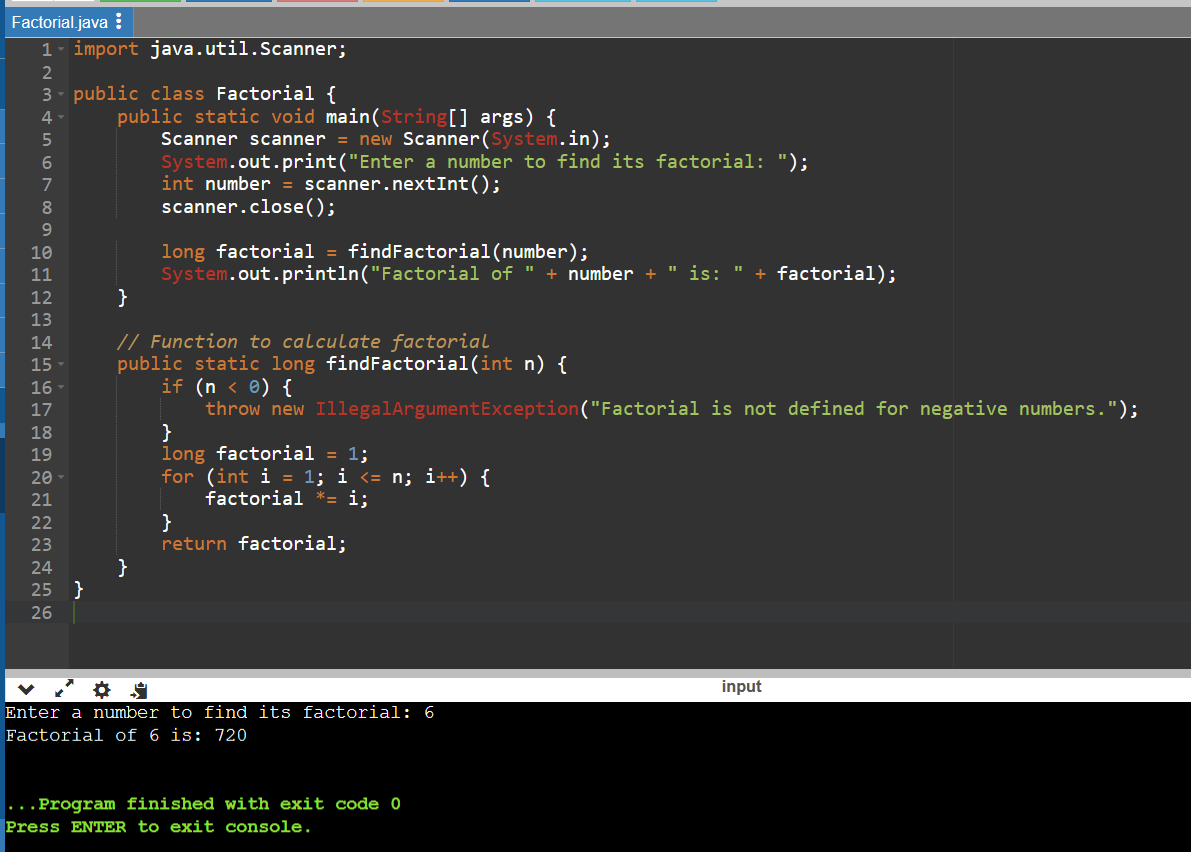 Factorial.java
1 import java.util.Scanner;
2
3 public class Factorial {
4     public static void main(String[] args) {
5         Scanner scanner = new Scanner(System.in);
6         System.out.print("Enter a number to find its factorial: ");
7         int number = scanner.nextInt();
8         scanner.close();
9
10         long factorial = findFactorial(number);
11         System.out.println("Factorial of " + number + " is: " + factorial);
12     }
13
14     // Function to calculate factorial
15     public static long findFactorial(int n) {
16         if (n < 0) {
17             throw new IllegalArgumentException("Factorial is not defined for negative numbers.");
18         }
19         long factorial = 1;
20         for (int i = 1; i <= n; i++) {
21             factorial *= i;
22         }
23         return factorial;
24     }
25 }
26
input
Enter a number to find its factorial: 6
Factorial of 6 is: 720
...Program finished with exit code 0
Press ENTER to exit console.